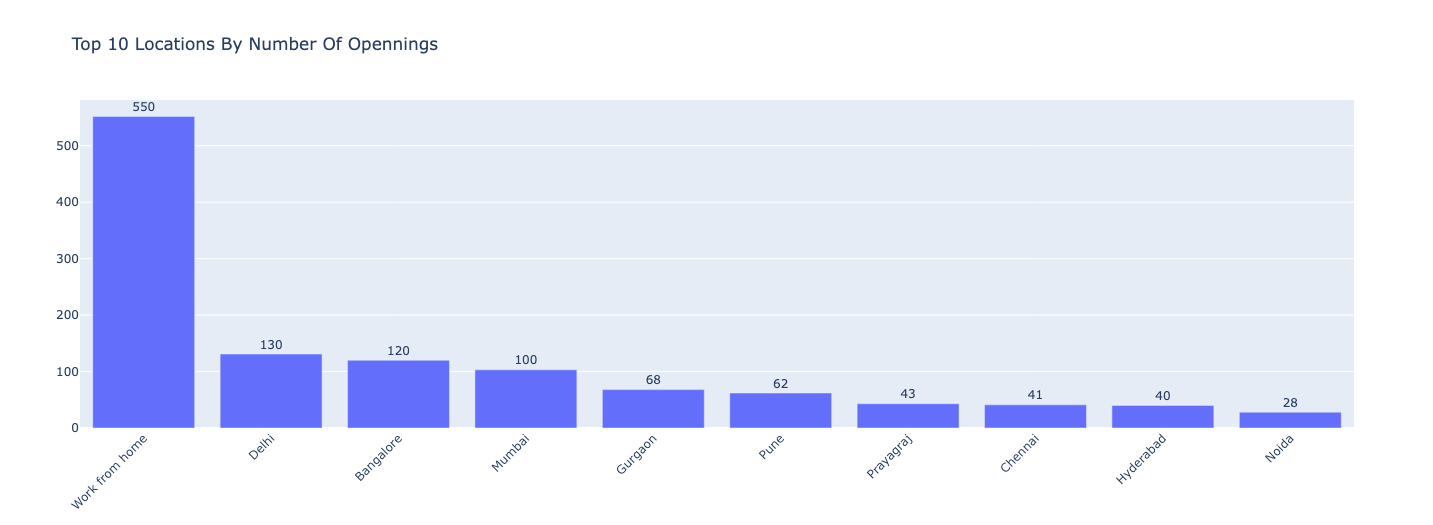 Top 10 Locations By Number Of Opennings
550
500
400
300
200
130
120
100
68
62
43
41
40
28
100
0
Work from home
Delhi
Bangalore
Mumbai
Gurgaon
Pune
Prayagraj
Chennai
Hyderabad
Noida